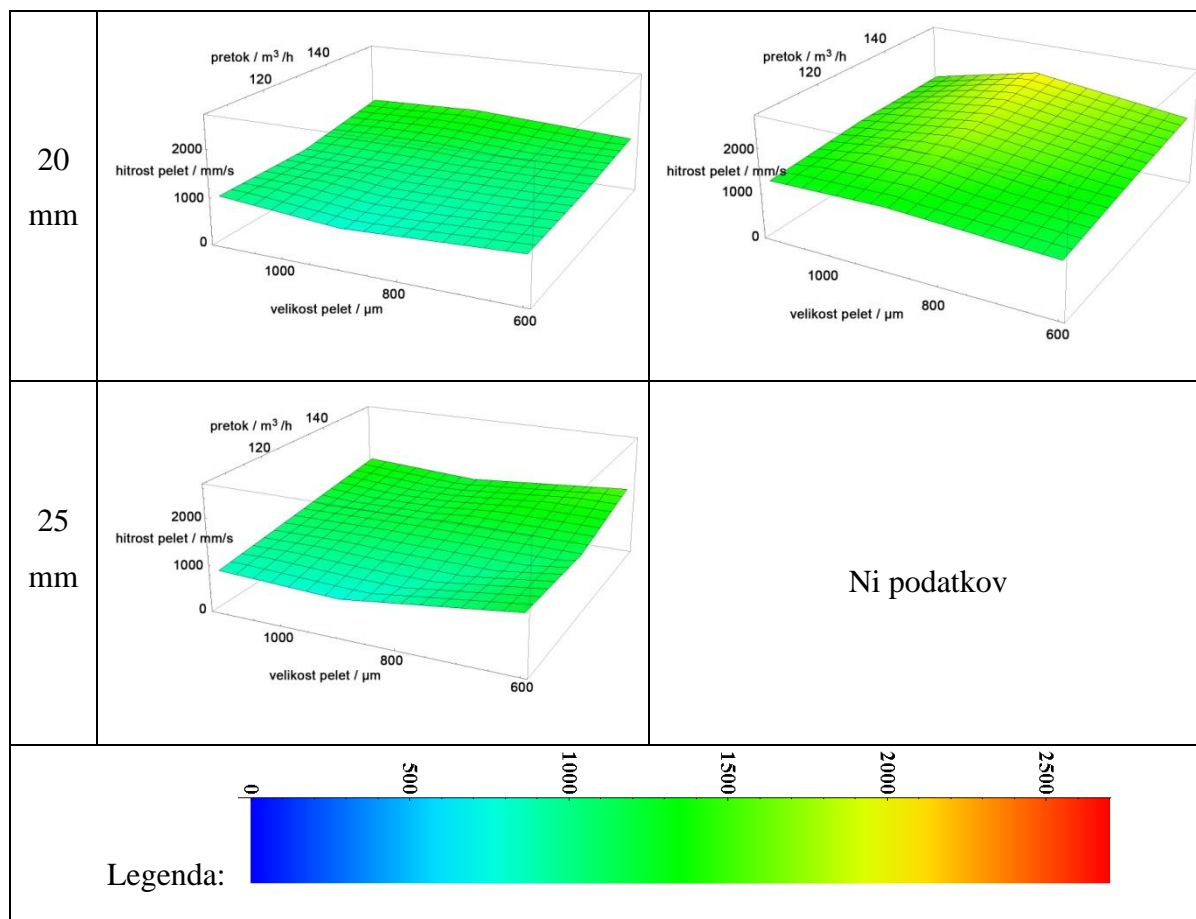 20
mm
pretok / m³ /h
140
120
2000
hitrost pelet / mm/s
1000
0
1000
800
600
velikost pelet / µm
pretok / m³ /h
140
120
2000
hitrost pelet / mm/s
1000
0
1000
800
600
velikost pelet / µm
25
mm
pretok / m³ /h
140
120
2000
hitrost pelet / mm/s
1000
0
1000
800
600
velikost pelet / µm
Ni podatkov
0 500 1000 1500 2000 2500
Legenda: